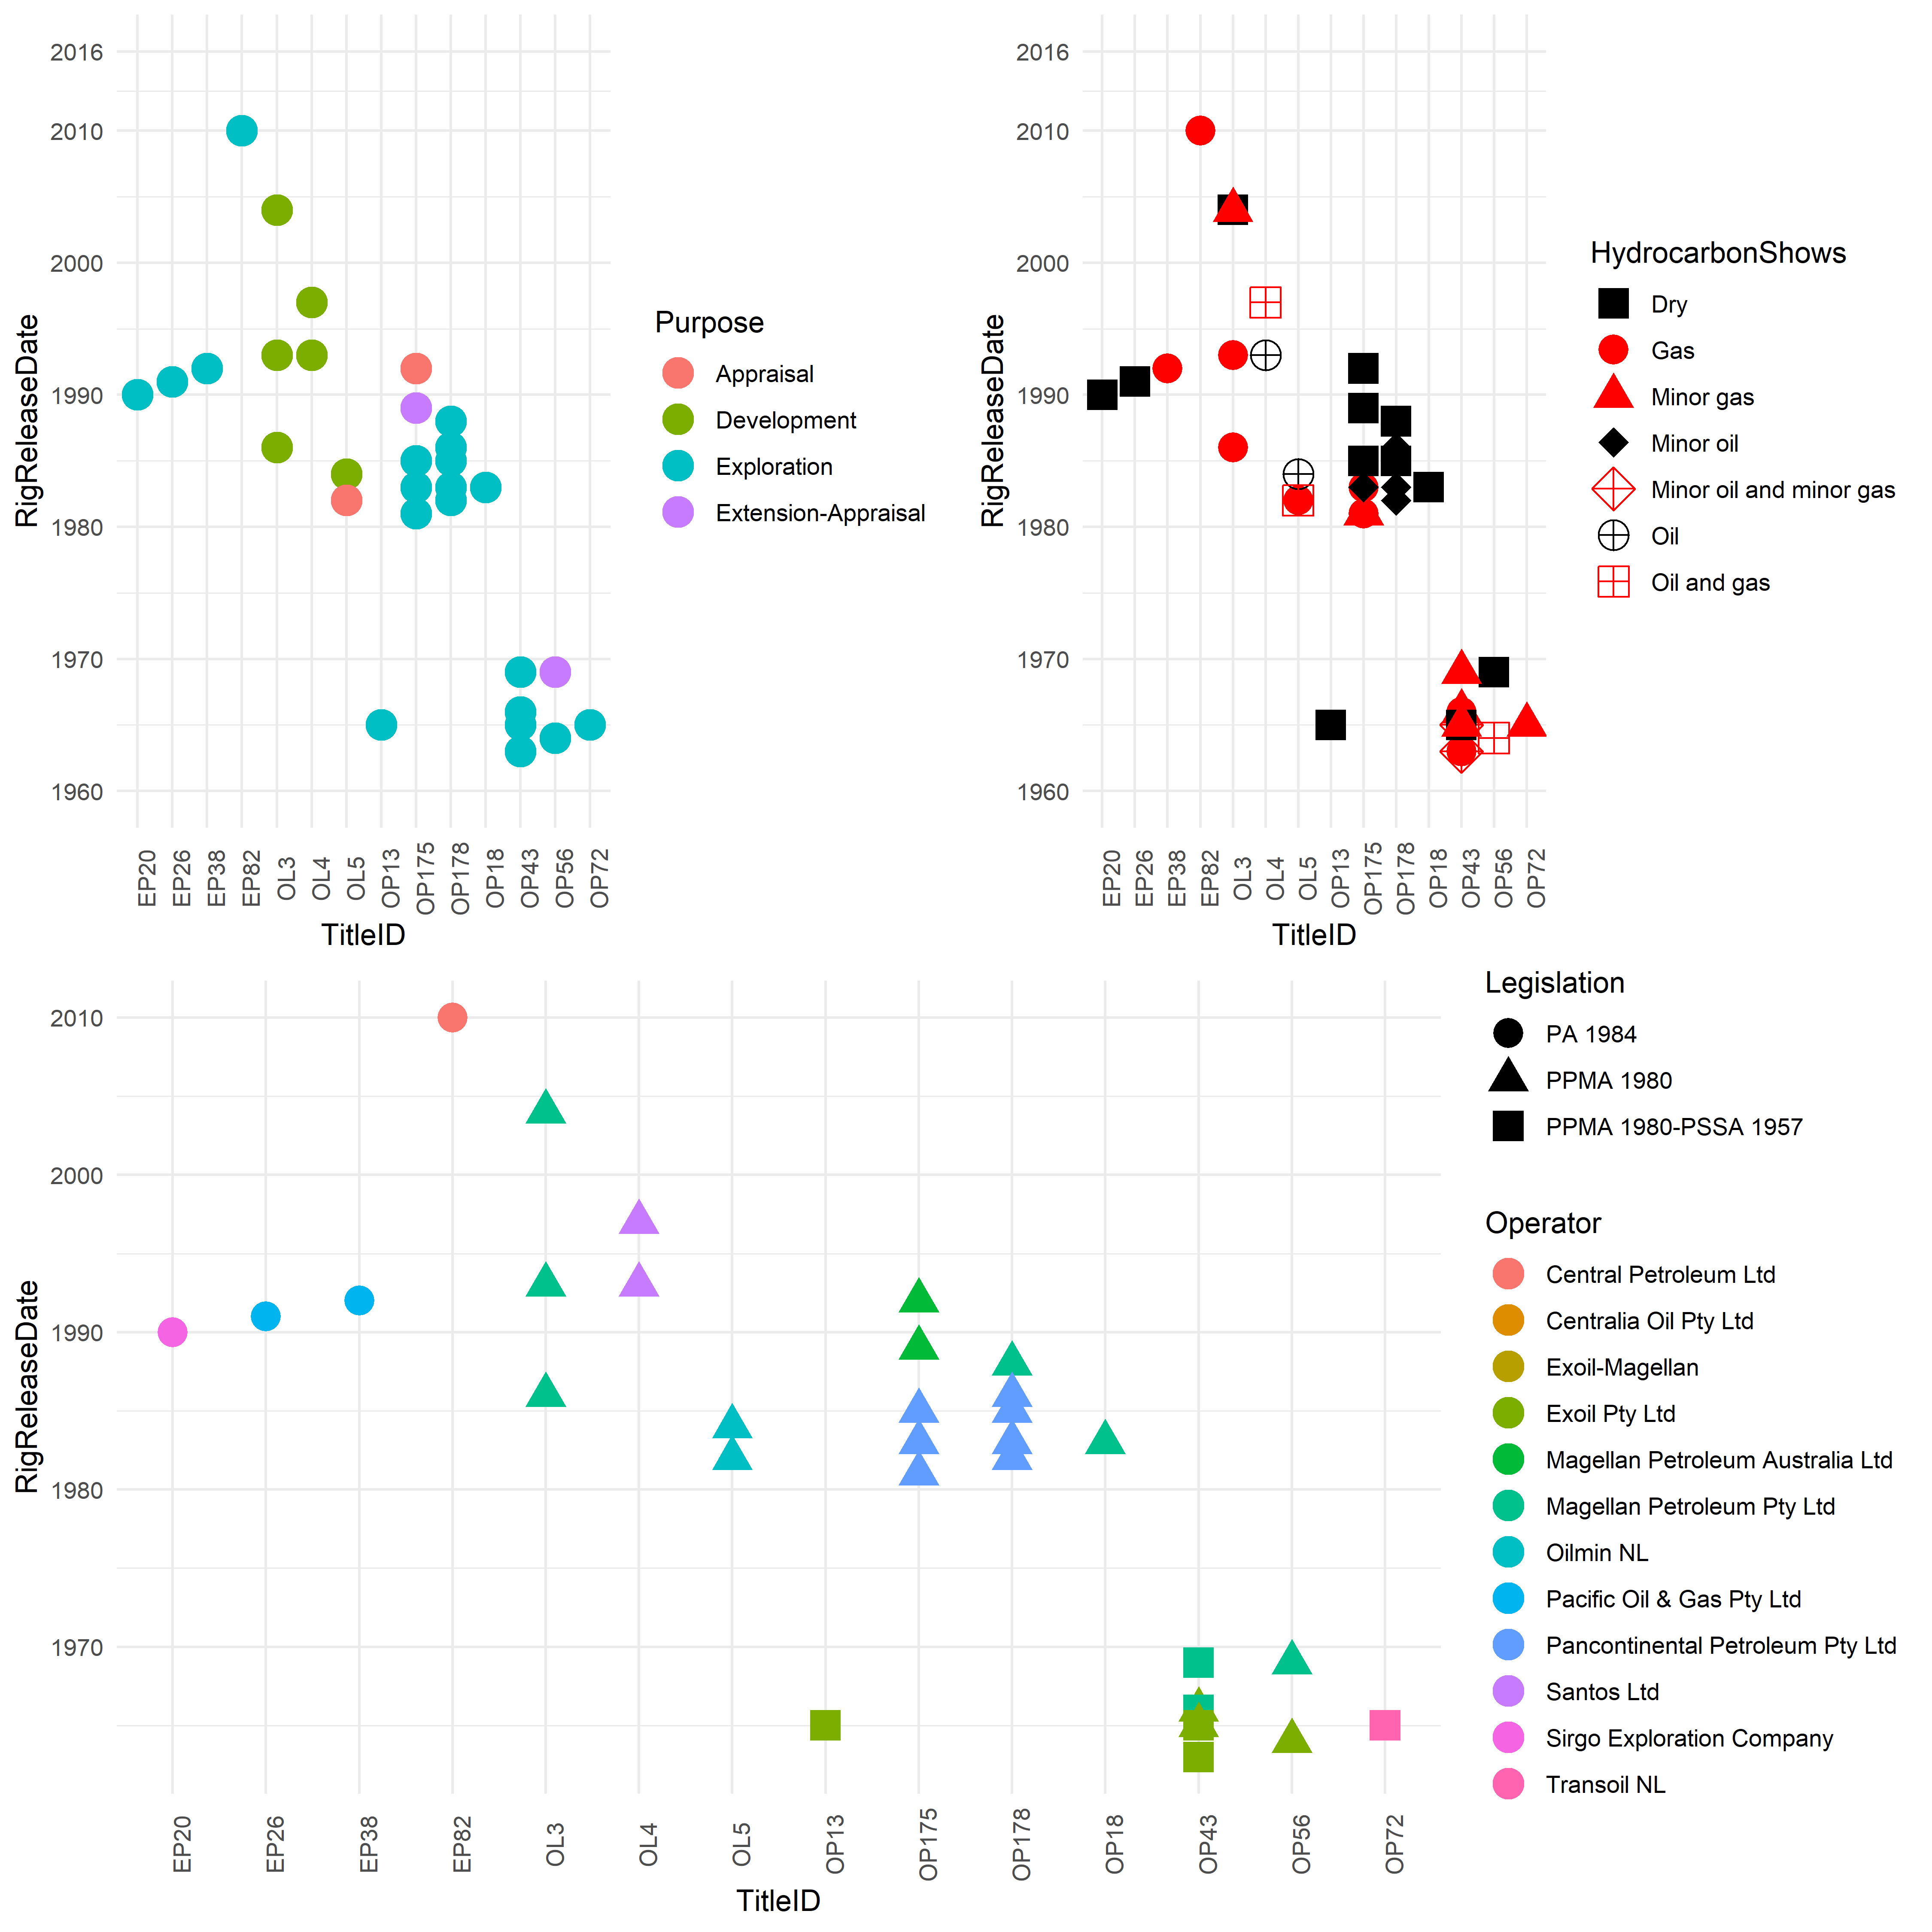 2016
2010
2000
1990
1980
1970
1960
RigReleaseDate
EP20
EP26
EP38
EP82
OL3
OL4
OL5
OP13
OP175
OP178
OP18
OP43
OP56
OP72
TitleID
Purpose
Appraisal
Development
Exploration
Extension-Appraisal
2016
2010
2000
1990
1980
1970
1960
RigReleaseDate
EP20
EP26
EP38
EP82
OL3
OL4
OL5
OP13
OP175
OP178
OP18
OP43
OP56
OP72
TitleID
HydrocarbonShows
Dry
Gas
Minor gas
Minor oil
Minor oil and minor gas
Oil
Oil and gas
2010
2000
1990
1980
1970
RigReleaseDate
EP20
EP26
EP38
EP82
OL3
OL4
OL5
OP13
OP175
OP178
OP18
OP43
OP56
OP72
TitleID
Legislation
PA 1984
PPMA 1980
PPMA 1980-PSSA 1957
Operator
Central Petroleum Ltd
Centralia Oil Pty Ltd
Exoil-Magellan
Exoil Pty Ltd
Magellan Petroleum Australia Ltd
Magellan Petroleum Pty Ltd
Oilmin NL
Pacific Oil & Gas Pty Ltd
Pancontinental Petroleum Pty Ltd
Santos Ltd
Sirgo Exploration Company
Transoil NL